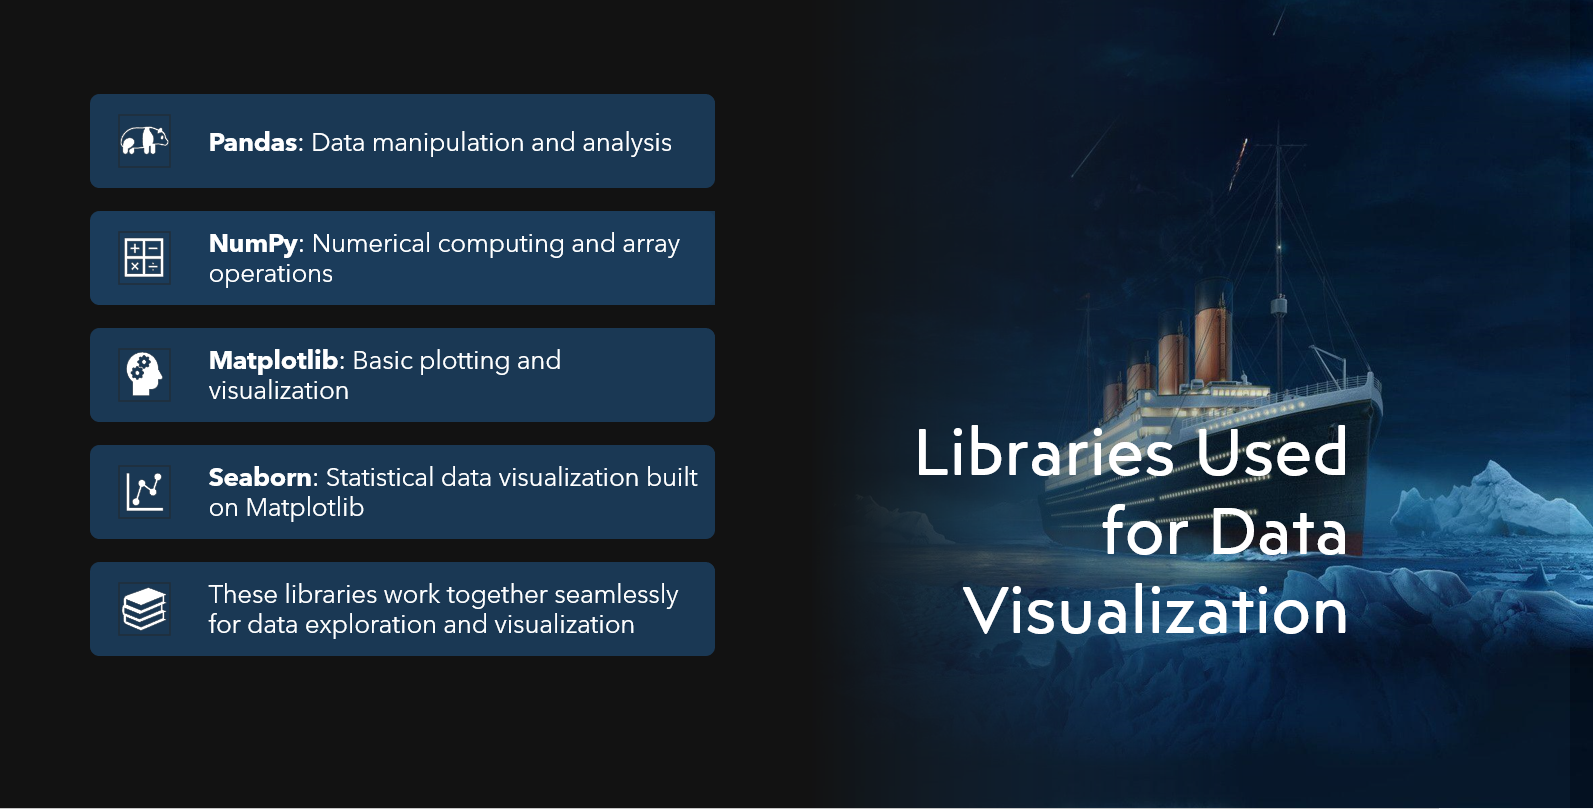 Pandas: Data manipulation and analysis
NumPy: Numerical computing and array
operations
Matplotlib: Basic plotting and
visualization
Seaborn: Statistical data visualization built
on Matplotlib
These libraries work together seamlessly
for data exploration and visualization
Libraries Used
for Data
Visualization